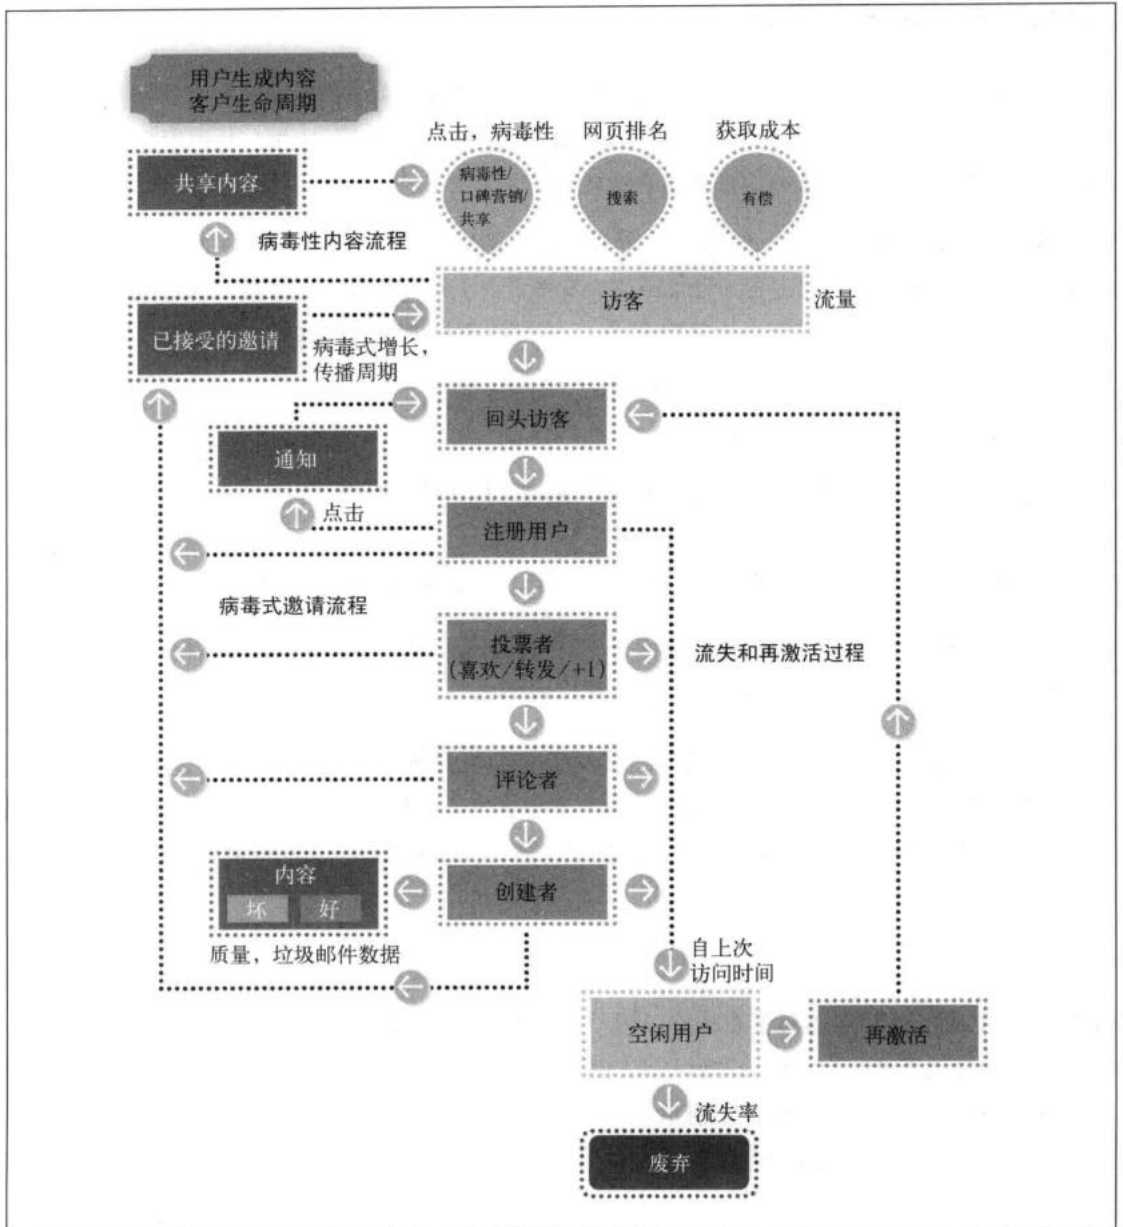 用户生成内容
客户生命周期
点击，病毒性
网页排名
获取成本
共享内容
病毒性/
口碑营销/
共享
搜索
有偿
病毒性内容流程
访客
流量
已接受的邀请
病毒式增长，
传播周期
回头访客
通知
点击
注册用户
病毒式邀请流程
投票者
(喜欢/转发/+1)
流失和再激活过程
评论者
内容
坏
好
创建者
质量，垃圾邮件数据
自上次
访问时间
空闲用户
再激活
流失率
废弃